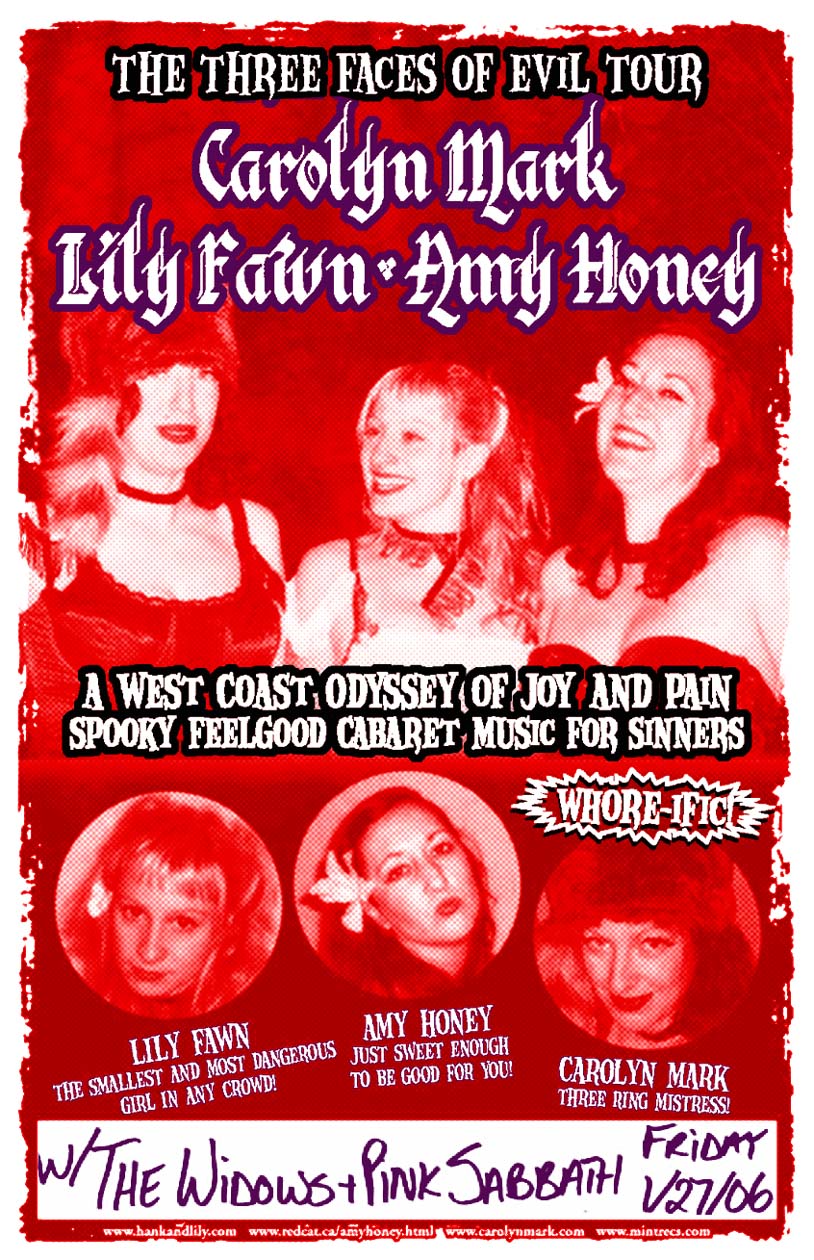 THE THREE FACES OF EVIL TOUR
Carolyn Mark
Lily Fawn • Amy Honey
A WEST COAST ODYSSEY OF JOY AND PAIN
SPOOKY FEELGOOD CABARET MUSIC FOR SINNERS
WHORE-IFIC!
LILY FAWN
THE SMALLEST AND MOST DANGEROUS
GIRL IN ANY CROWD!
AMY HONEY
JUST SWEET ENOUGH
TO BE GOOD FOR YOU!
CAROLYN MARK
THREE RING MISTRESS!
W/ THE WIDOWS + PINK SABBATH
FRIDAY
1/27/06
www.hankandlily.com www.redcat.ca/amyhoney.html www.carolynmark.com www.mintrecs.com